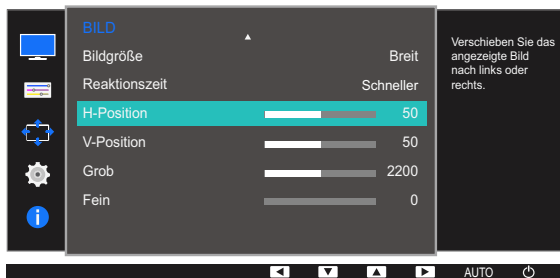 BILD
Bildgröße Breit
Reaktionszeit Schneller
H-Position 50
V-Position 50
Grob 2200
Fein 0
Verschieben Sie das
angezeigte Bild
nach links oder
rechts.
AUTO